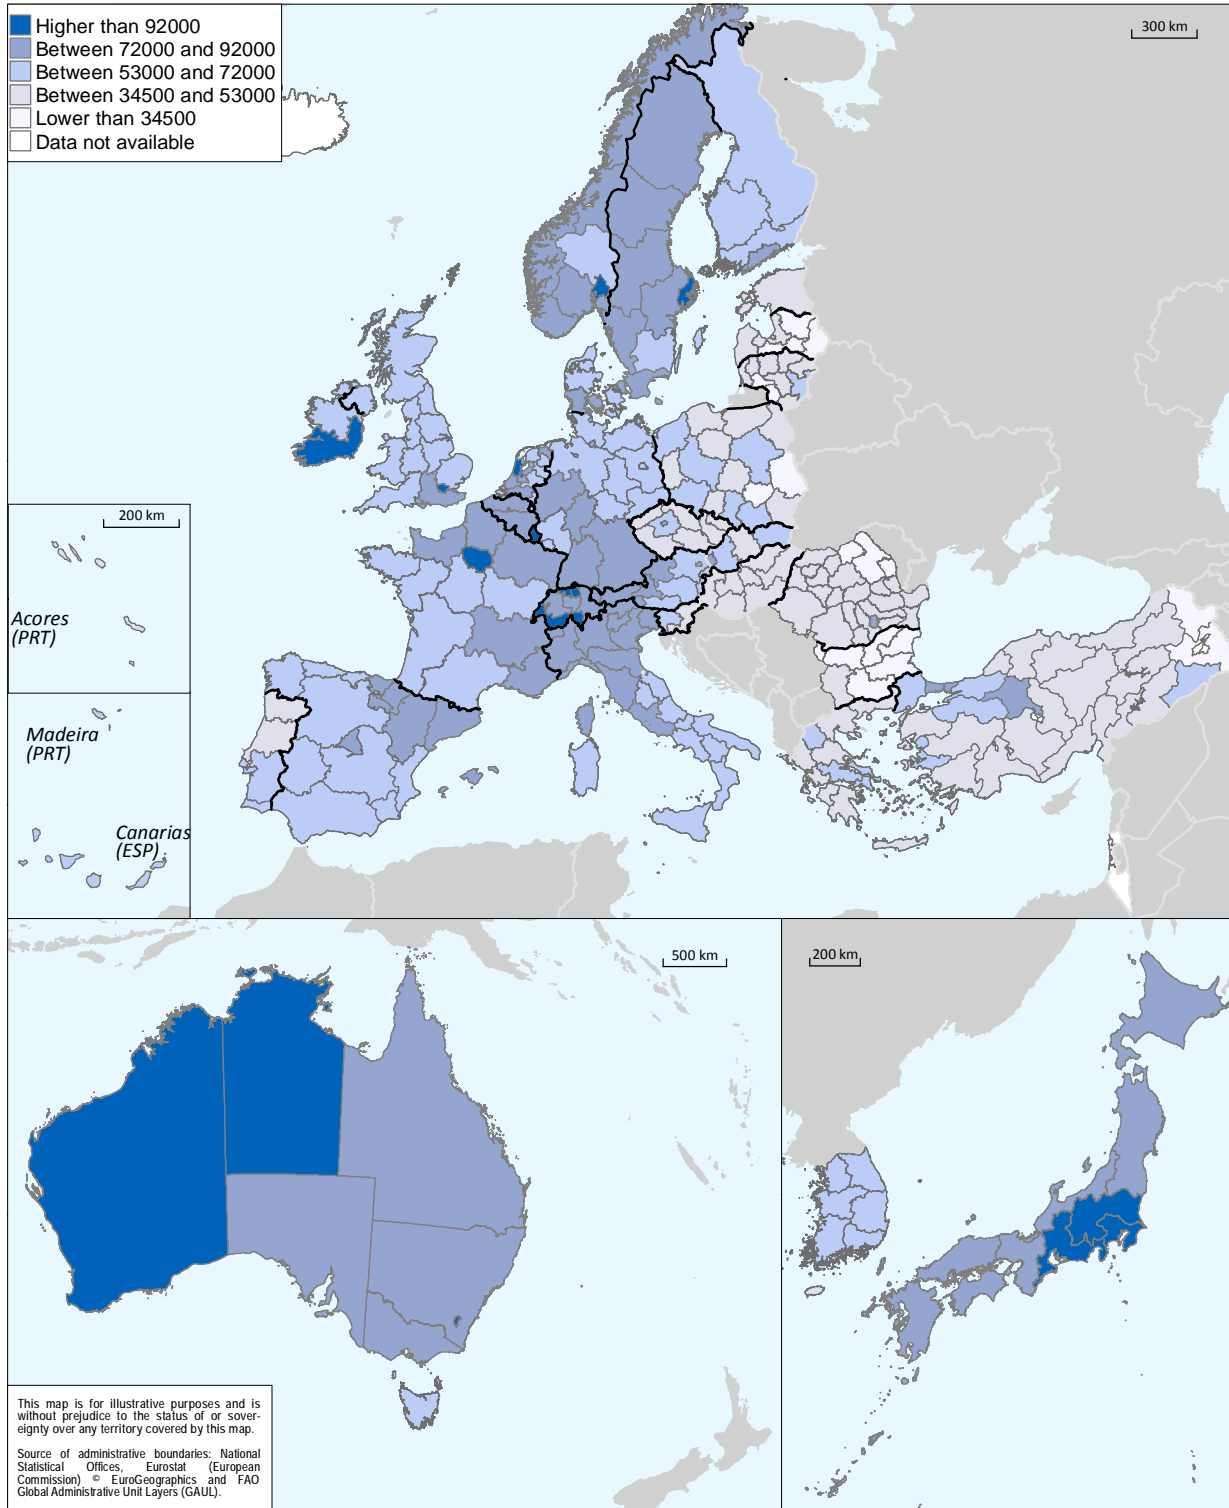 Higher than 92000
Between 72000 and 92000
Between 53000 and 72000
Between 34500 and 53000
Lower than 34500
Data not available
300 km
200 km
Acores
(PRT)
Madeira
(PRT)
Canarias
(ESP)
500 km
200 km
This map is for illustrative purposes and is
without prejudice to the status of or sover-
eignty over any territory covered by this map.
Source of administrative boundaries: National
Statistical Offices, Eurostat (European
Commission) © EuroGeographics and FAO
Global Administrative Unit Layers (GAUL).